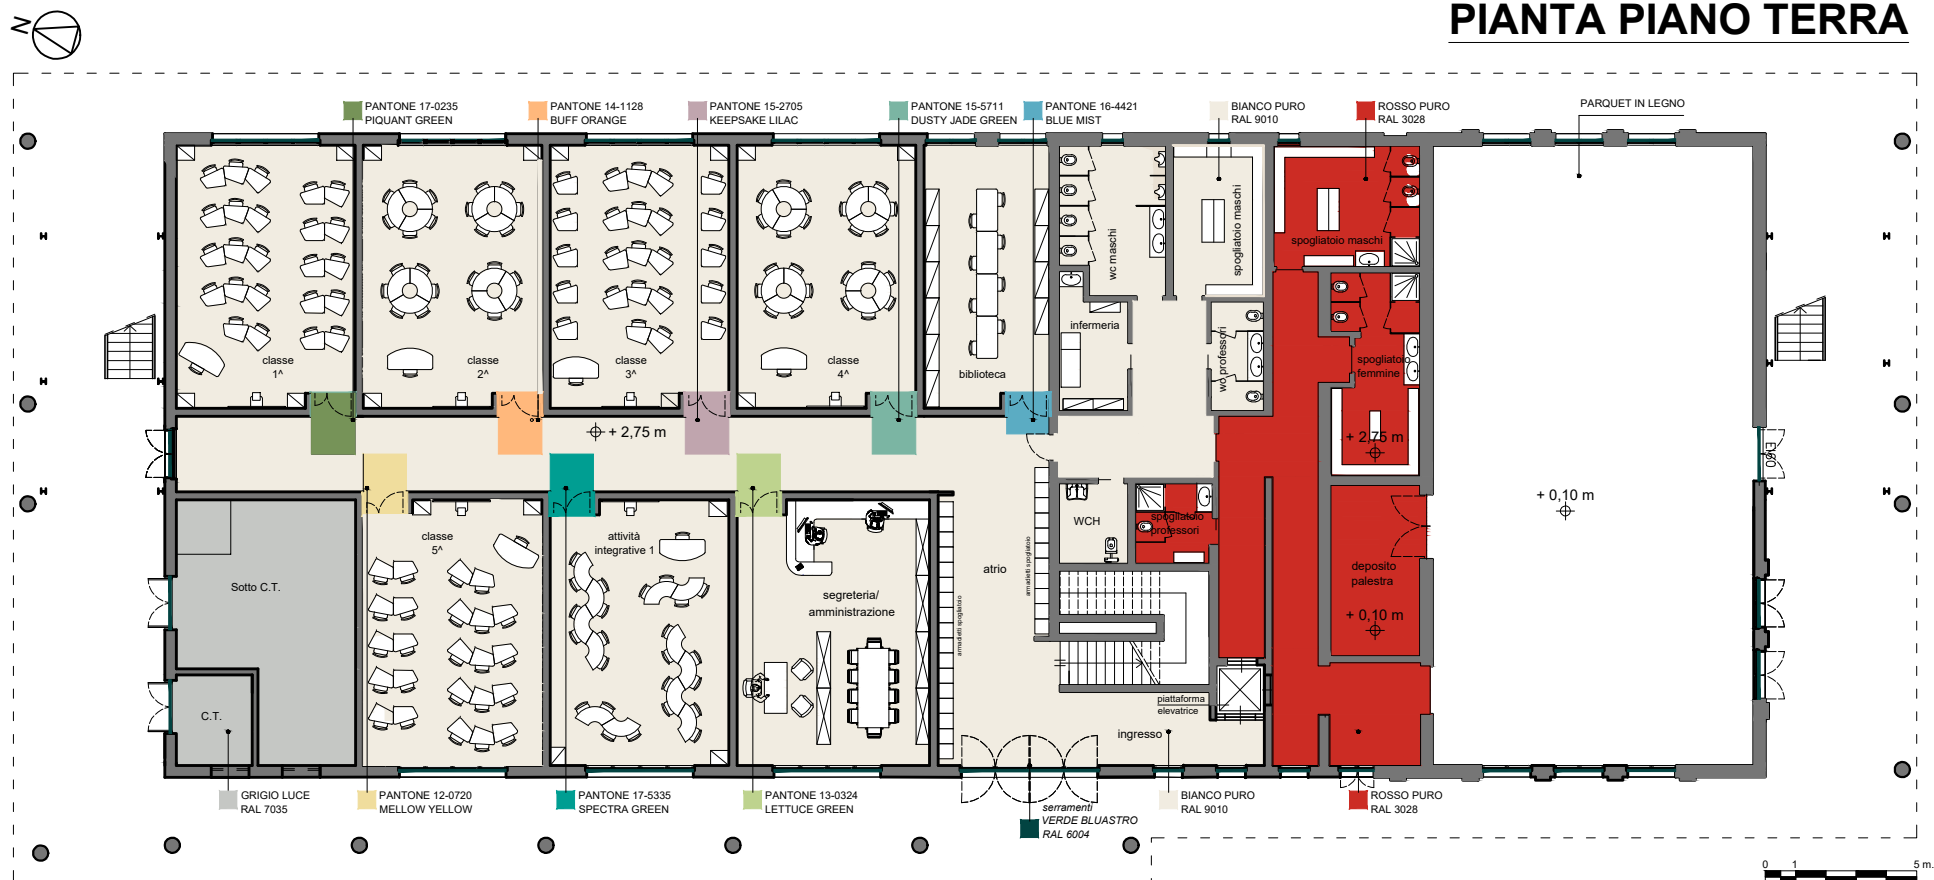 PIANTA PIANO TERRA
N
PANTONE 17-0235
PIQUANT GREEN
PANTONE 14-1128
BUFF ORANGE
PANTONE 15-2705
KEEPSAKE LILAC
PANTONE 15-5711
DUSTY JADE GREEN
PANTONE 16-4421
BLUE MIST
BIANCO PURO
RAL 9010
ROSSO PURO
RAL 3028
PARQUET IN LEGNO
classe
1^
classe
2^
classe
3^
classe
4^
biblioteca
wc maschi
spogliatoio maschi
spogliatoio maschi
infermeria
wc professori
spogliatoio
femmine
+ 2,75 m
+ 2,75 m
EI60
+ 0,10 m
classe
5^
attività
integrative 1
segreteria/
amministrazione
atrio
armadietti spogliatoio
armadietti spogliatoio
WCH
spogliatoio
professori
deposito
palestra
+ 0,10 m
Sotto C.T.
C.T.
piattaforma
elevatrice
ingresso
GRIGIO LUCE
RAL 7035
PANTONE 12-0720
MELLOW YELLOW
PANTONE 17-5335
SPECTRA GREEN
PANTONE 13-0324
LETTUCE GREEN
serramenti
VERDE BLUASTRO
RAL 6004
BIANCO PURO
RAL 9010
ROSSO PURO
RAL 3028
0 1 5 m.